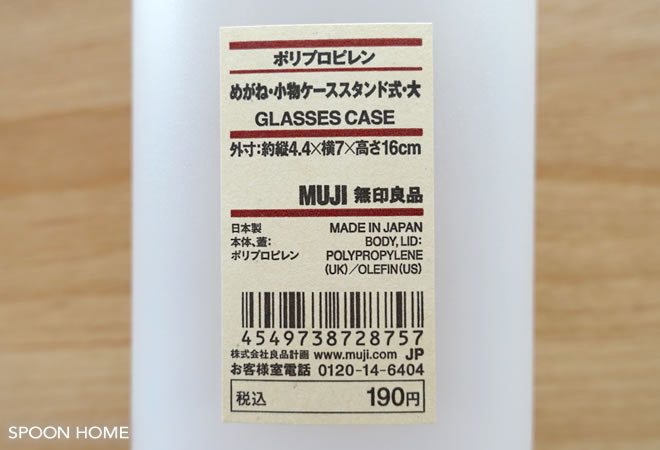 ポリプロピレン
めがね・小物ケーススタンド式・大
GLASSES CASE
外寸:約縦4.4×横7×高さ16cm
MUJI 無印良品
日本製
本体、蓋:
ポリプロピレン
MADE IN JAPAN
BODY, LID:
POLYPROPYLENE
(UK)/OLEFIN(US)
4549738728757
株式会社良品計画 www.muji.com JP
お客様室電話 0120-14-6404
税込 190円
SPOON HOME